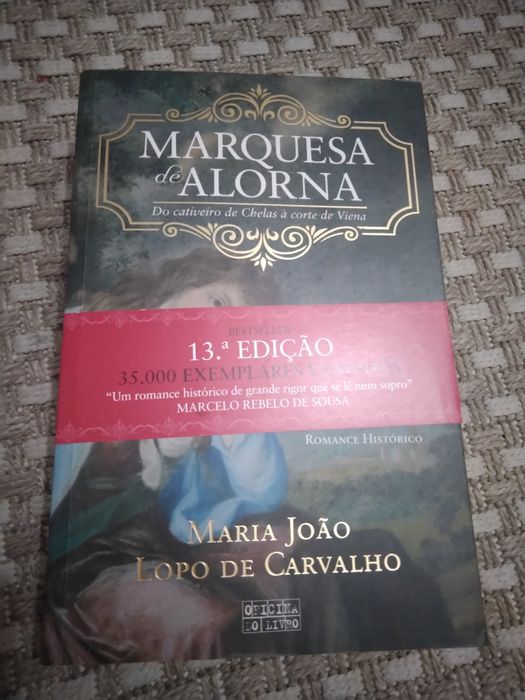 MARQUESA
de ALORNA
Do cativeiro de Chelas à corte de Viena
BESTSELLER
13.ª EDIÇÃO
35.000 EXEMPLARES VENDIDOS
“Um romance histórico de grande rigor que se lê num sopro”
MARCELO REBELO DE SOUSA
ROMANCE HISTÓRICO
MARIA JOÃO
LOPO DE CARVALHO
OFICINA
DO LIVRO